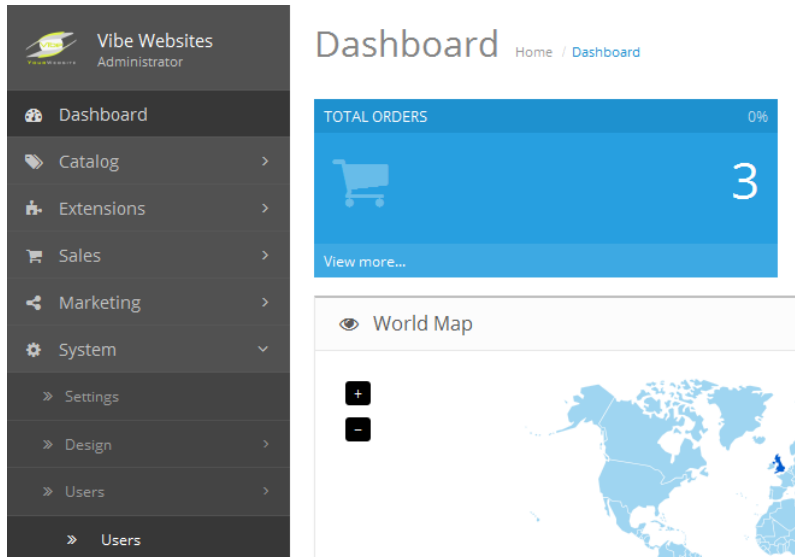 Vibe Websites
Administrator
Dashboard
Catalog
Extensions
Sales
Marketing
System
Settings
Design
Users
Users
Dashboard
Home / Dashboard
TOTAL ORDERS 0%
3
View more...
World Map
+
-